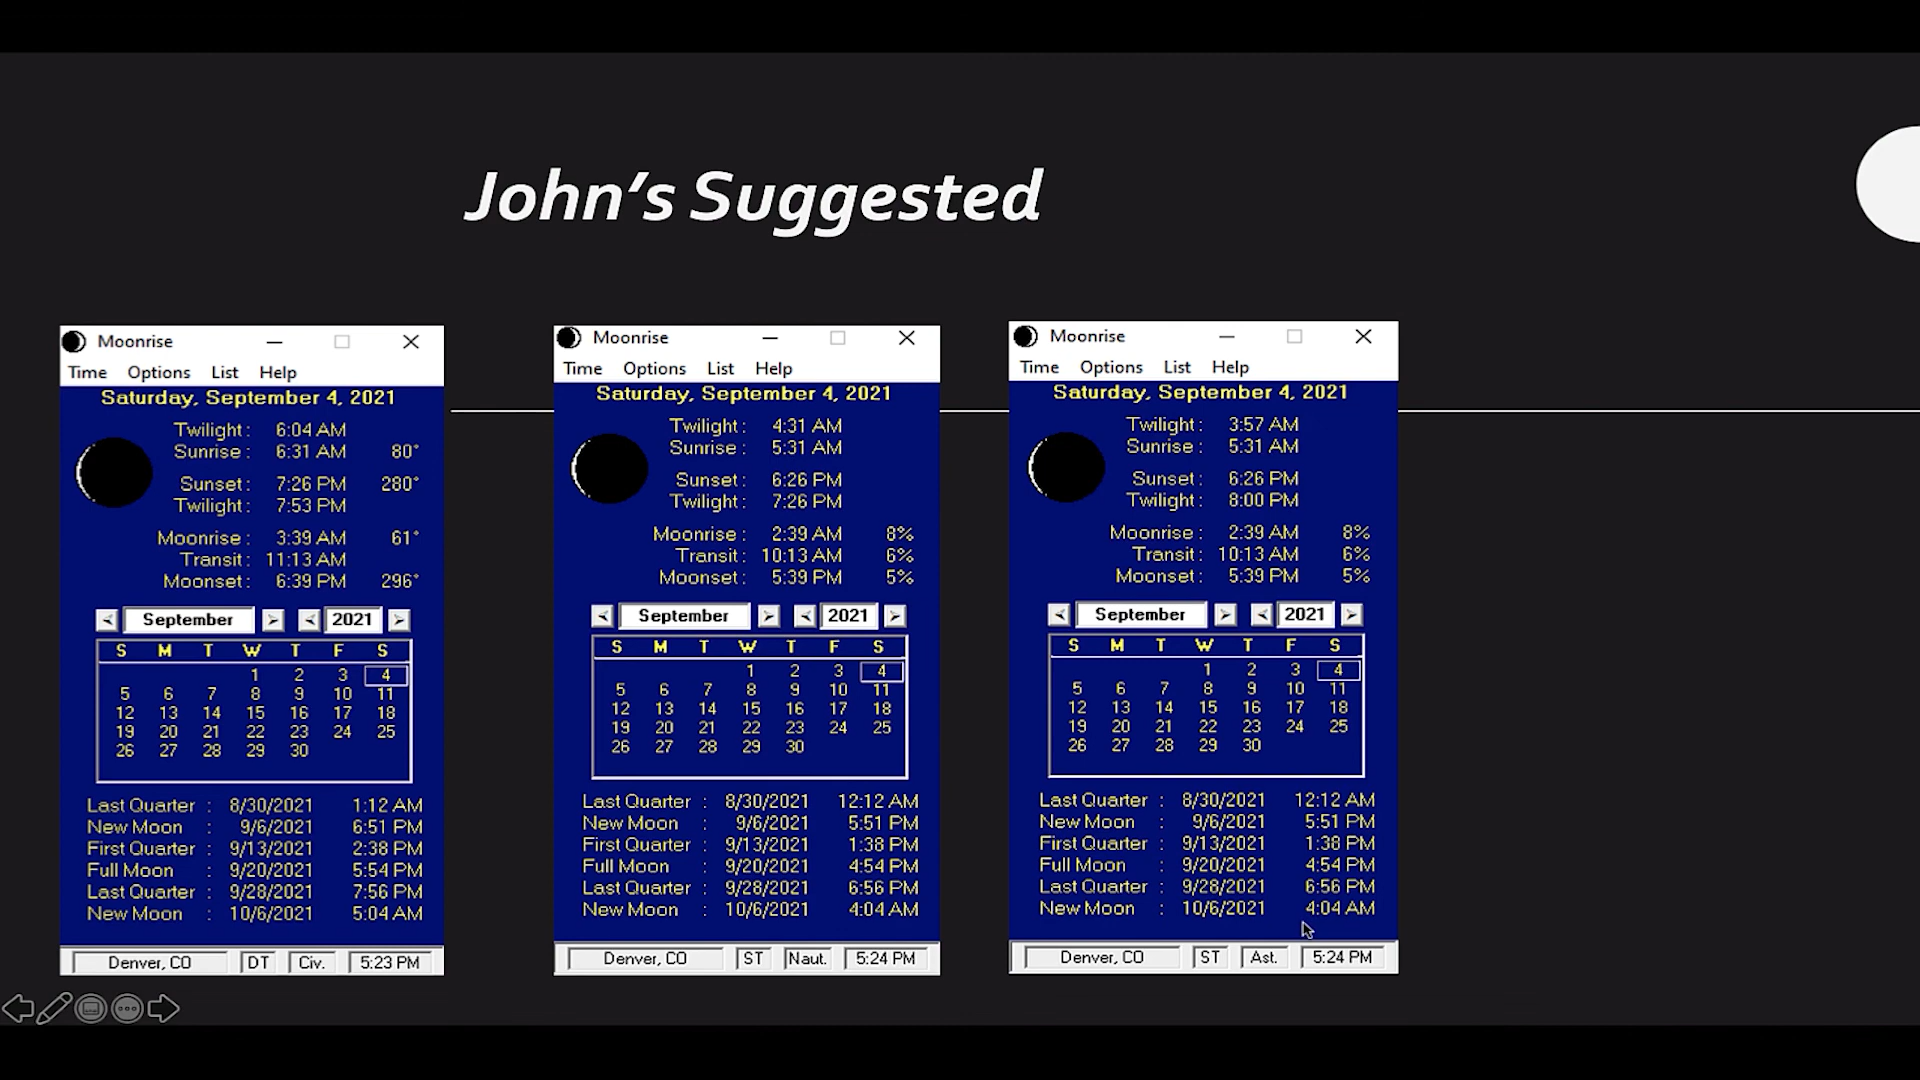 John's Suggested
Moonrise
Time Options List Help
Saturday, September 4, 2021
Twilight : 6:04 AM
Sunrise : 6:31 AM 80°
Sunset : 7:26 PM 280°
Twilight : 7:53 PM
Moonrise : 3:39 AM 61°
Transit : 11:13 AM
Moonset : 6:39 PM 296°
< September > < 2021 >
S M T W T F S
1 2 3 4
5 6 7 8 9 10 11
12 13 14 15 16 17 18
19 20 21 22 23 24 25
26 27 28 29 30
Last Quarter : 8/30/2021 1:12 AM
New Moon : 9/6/2021 6:51 PM
First Quarter : 9/13/2021 2:38 PM
Full Moon : 9/20/2021 5:54 PM
Last Quarter : 9/28/2021 7:56 PM
New Moon : 10/6/2021 5:04 AM
Denver, CO DT Civ. 5:23 PM
Moonrise
Time Options List Help
Saturday, September 4, 2021
Twilight : 4:31 AM
Sunrise : 5:31 AM
Sunset : 6:26 PM
Twilight : 7:26 PM
Moonrise : 2:39 AM 8%
Transit : 10:13 AM 6%
Moonset : 5:39 PM 5%
< September > < 2021 >
S M T W T F S
1 2 3 4
5 6 7 8 9 10 11
12 13 14 15 16 17 18
19 20 21 22 23 24 25
26 27 28 29 30
Last Quarter : 8/30/2021 12:12 AM
New Moon : 9/6/2021 5:51 PM
First Quarter : 9/13/2021 1:38 PM
Full Moon : 9/20/2021 4:54 PM
Last Quarter : 9/28/2021 6:56 PM
New Moon : 10/6/2021 4:04 AM
Denver, CO ST Naut. 5:24 PM
Moonrise
Time Options List Help
Saturday, September 4, 2021
Twilight : 3:57 AM
Sunrise : 5:31 AM
Sunset : 6:26 PM
Twilight : 8:00 PM
Moonrise : 2:39 AM 8%
Transit : 10:13 AM 6%
Moonset : 5:39 PM 5%
< September > < 2021 >
S M T W T F S
1 2 3 4
5 6 7 8 9 10 11
12 13 14 15 16 17 18
19 20 21 22 23 24 25
26 27 28 29 30
Last Quarter : 8/30/2021 12:12 AM
New Moon : 9/6/2021 5:51 PM
First Quarter : 9/13/2021 1:38 PM
Full Moon : 9/20/2021 4:54 PM
Last Quarter : 9/28/2021 6:56 PM
New Moon : 10/6/2021 4:04 AM
Denver, CO ST Ast. 5:24 PM